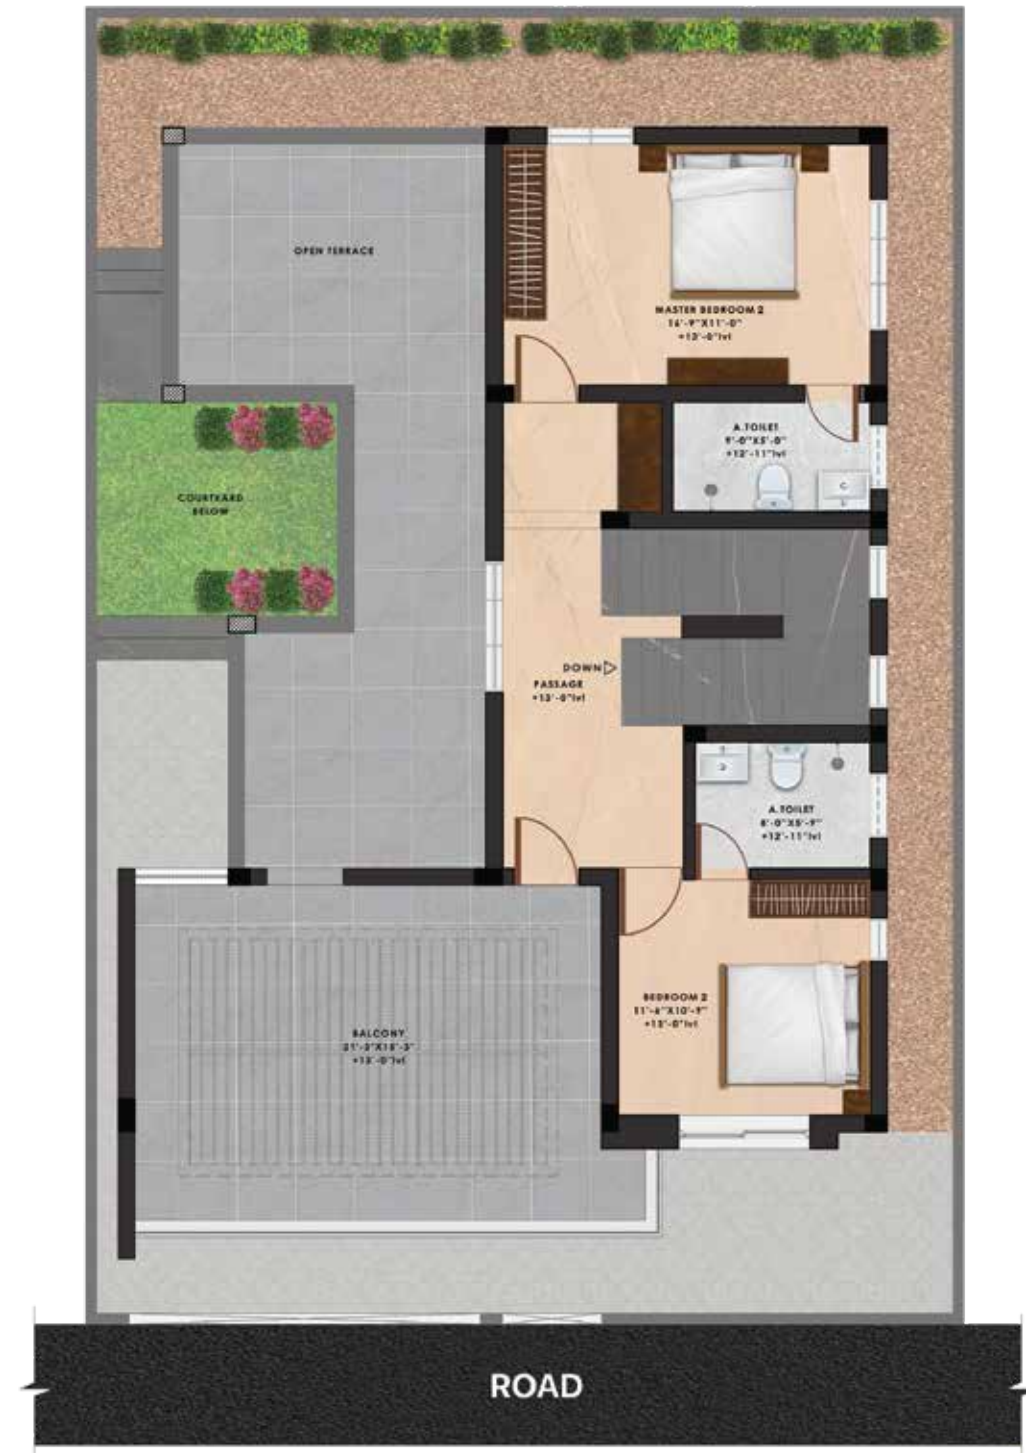 OPEN TERRACE
MASTER BEDROOM 2
16'-9"X11'-0"
+13'-0"lvl
A.TOILET
9'-0"X5'-0"
+12'-11"lvl
COURTYARD
BELOW
DOWN
PASSAGE
+13'-0"lvl
A.TOILET
8'-0"X5'-9"
+12'-11"lvl
BEDROOM 2
11'-6"X10'-9"
+13'-0"lvl
BALCONY
21'-3"X15'-3"
+13'-0"lvl
ROAD